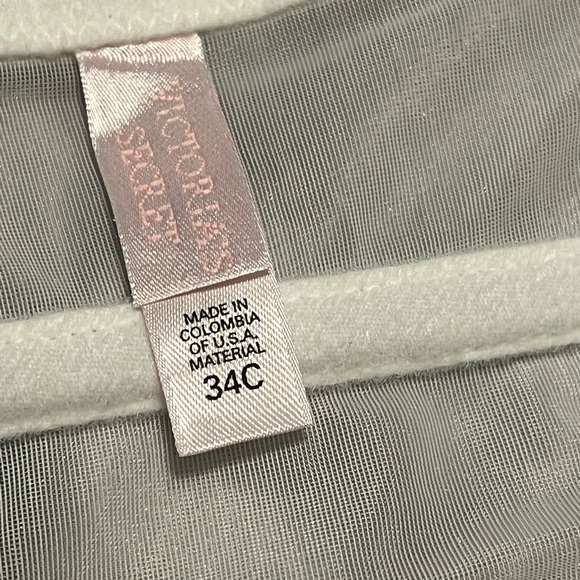 VICTORIA'S
SECRET
MADE IN
COLOMBIA
OF U.S.A.
MATERIAL
34C